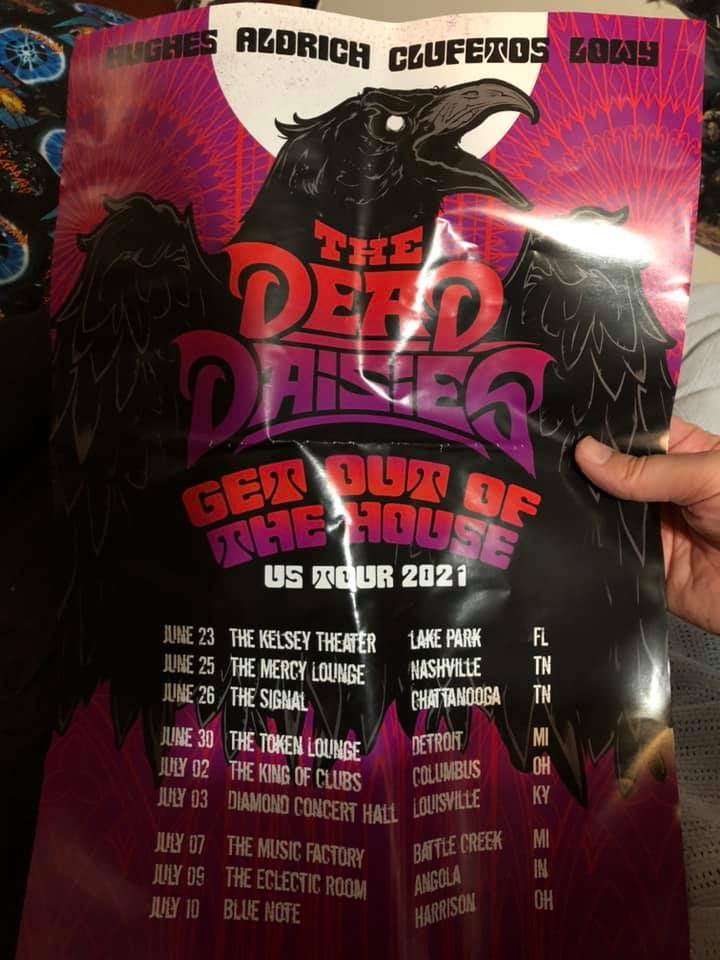 HUGHES ALDRICH CLUFETOS LOWY
THE
DEAD
DAISIES
GET OUT OF
THE HOUSE
US TOUR 2021
JUNE 23 THE KELSEY THEATER LAKE PARK FL
JUNE 25 THE MERCY LOUNGE NASHVILLE TN
JUNE 26 THE SIGNAL CHATTANOOGA TN
JUNE 30 THE TOKEN LOUNGE DETROIT MI
JULY 02 THE KING OF CLUBS COLUMBUS OH
JULY 03 DIAMOND CONCERT HALL LOUISVILLE KY
JULY 07 THE MUSIC FACTORY BATTLE CREEK MI
JULY 09 THE ECLECTIC ROOM ANGOLA IN
JULY 10 BLUE NOTE HARRISON OH